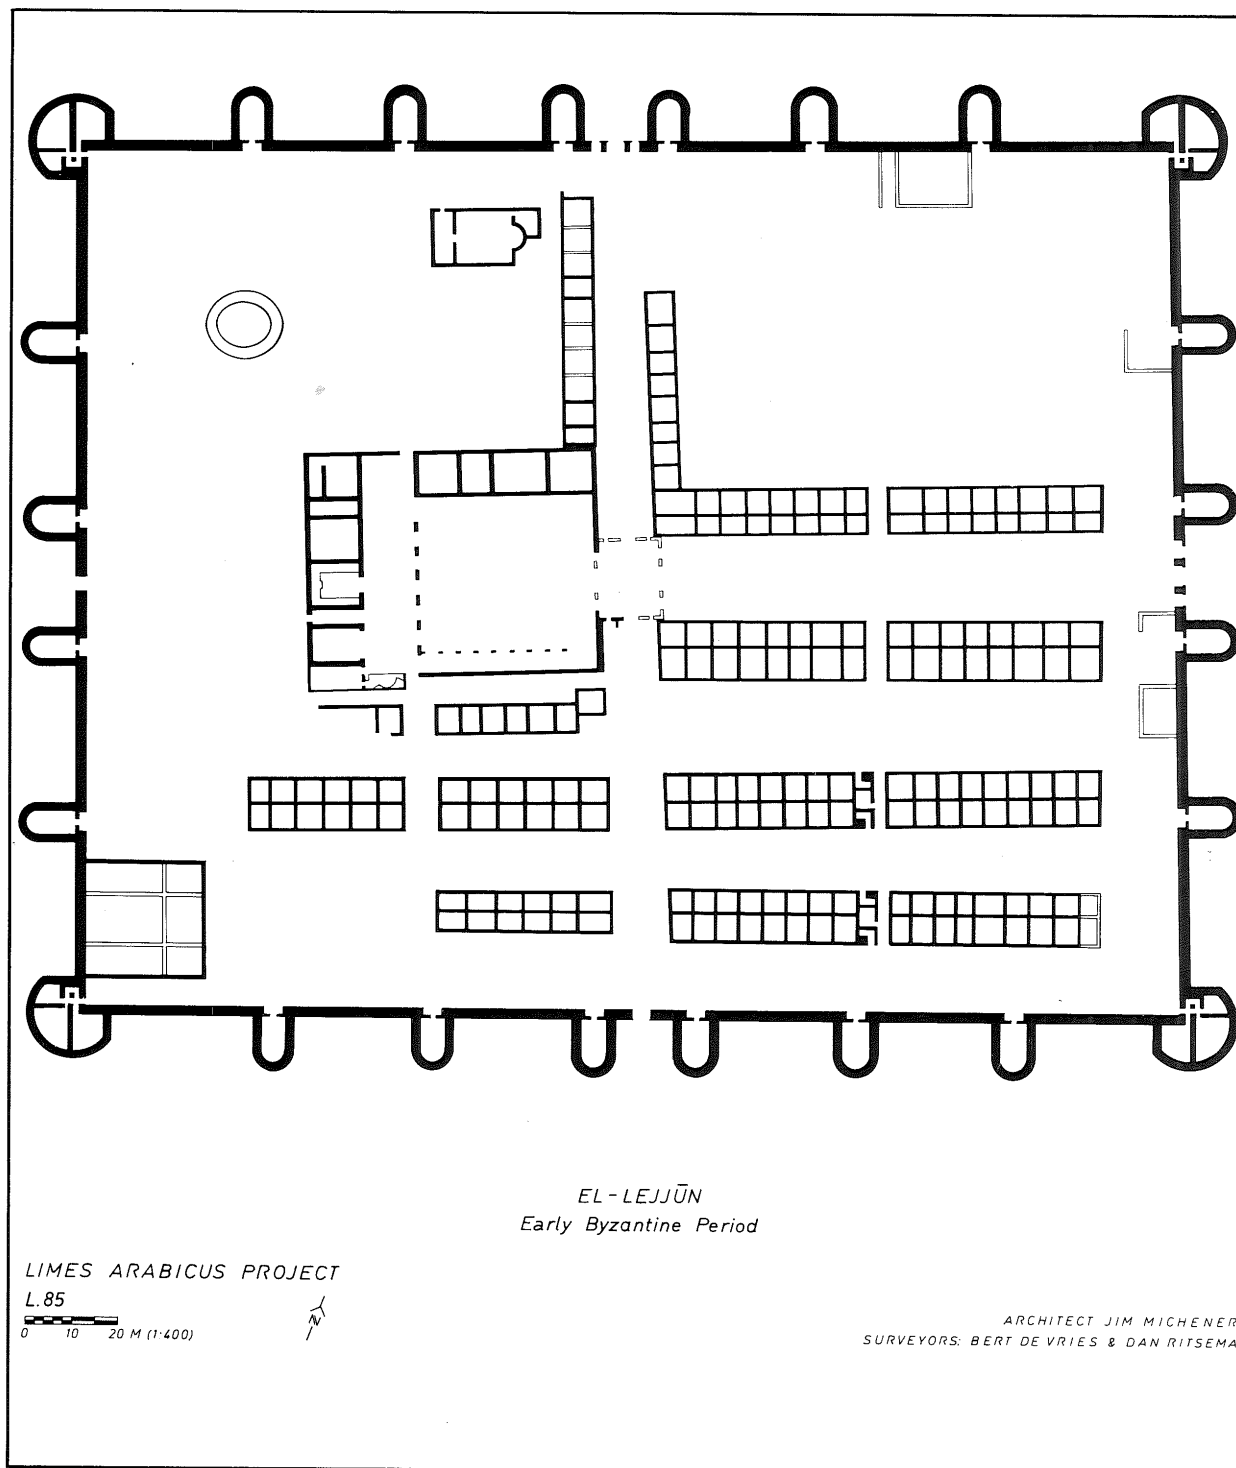 EL-LEJJŪN
Early Byzantine Period
LIMES ARABICUS PROJECT
L.85
0 10 20 M (1:400)
N
ARCHITECT JIM MICHENER
SURVEYORS: BERT DE VRIES & DAN RITSEMA